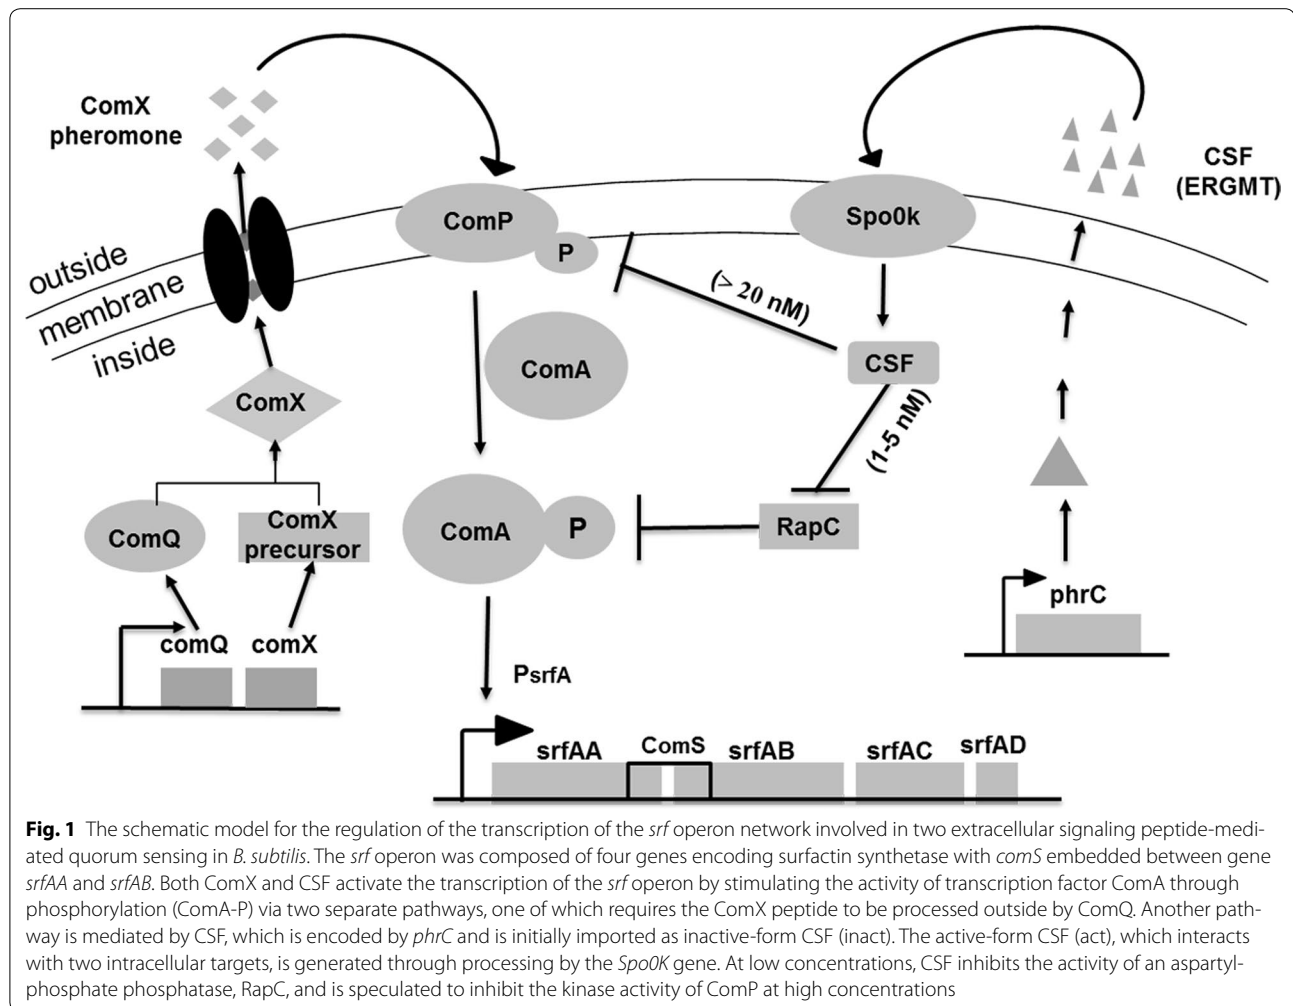 ComX
pheromone
CSF
(ERGMT)
ComP
P
Spo0k
outside
membrane
inside
(> 20 nM)
ComA
CSF
ComX
(1-5 nM)
ComQ
ComX
precursor
ComA
P
RapC
phrC
comQ
comX
PsrfA
srfAA
ComS
srfAB
srfAC
srfAD
Fig. 1 The schematic model for the regulation of the transcription of the srf operon network involved in two extracellular signaling peptide-medi-
ated quorum sensing in B. subtilis. The srf operon was composed of four genes encoding surfactin synthetase with comS embedded between gene
srfAA and srfAB. Both ComX and CSF activate the transcription of the srf operon by stimulating the activity of transcription factor ComA through
phosphorylation (ComA-P) via two separate pathways, one of which requires the ComX peptide to be processed outside by ComQ. Another path-
way is mediated by CSF, which is encoded by phrC and is initially imported as inactive-form CSF (inact). The active-form CSF (act), which interacts
with two intracellular targets, is generated through processing by the Spo0K gene. At low concentrations, CSF inhibits the activity of an aspartyl-
phosphate phosphatase, RapC, and is speculated to inhibit the kinase activity of ComP at high concentrations